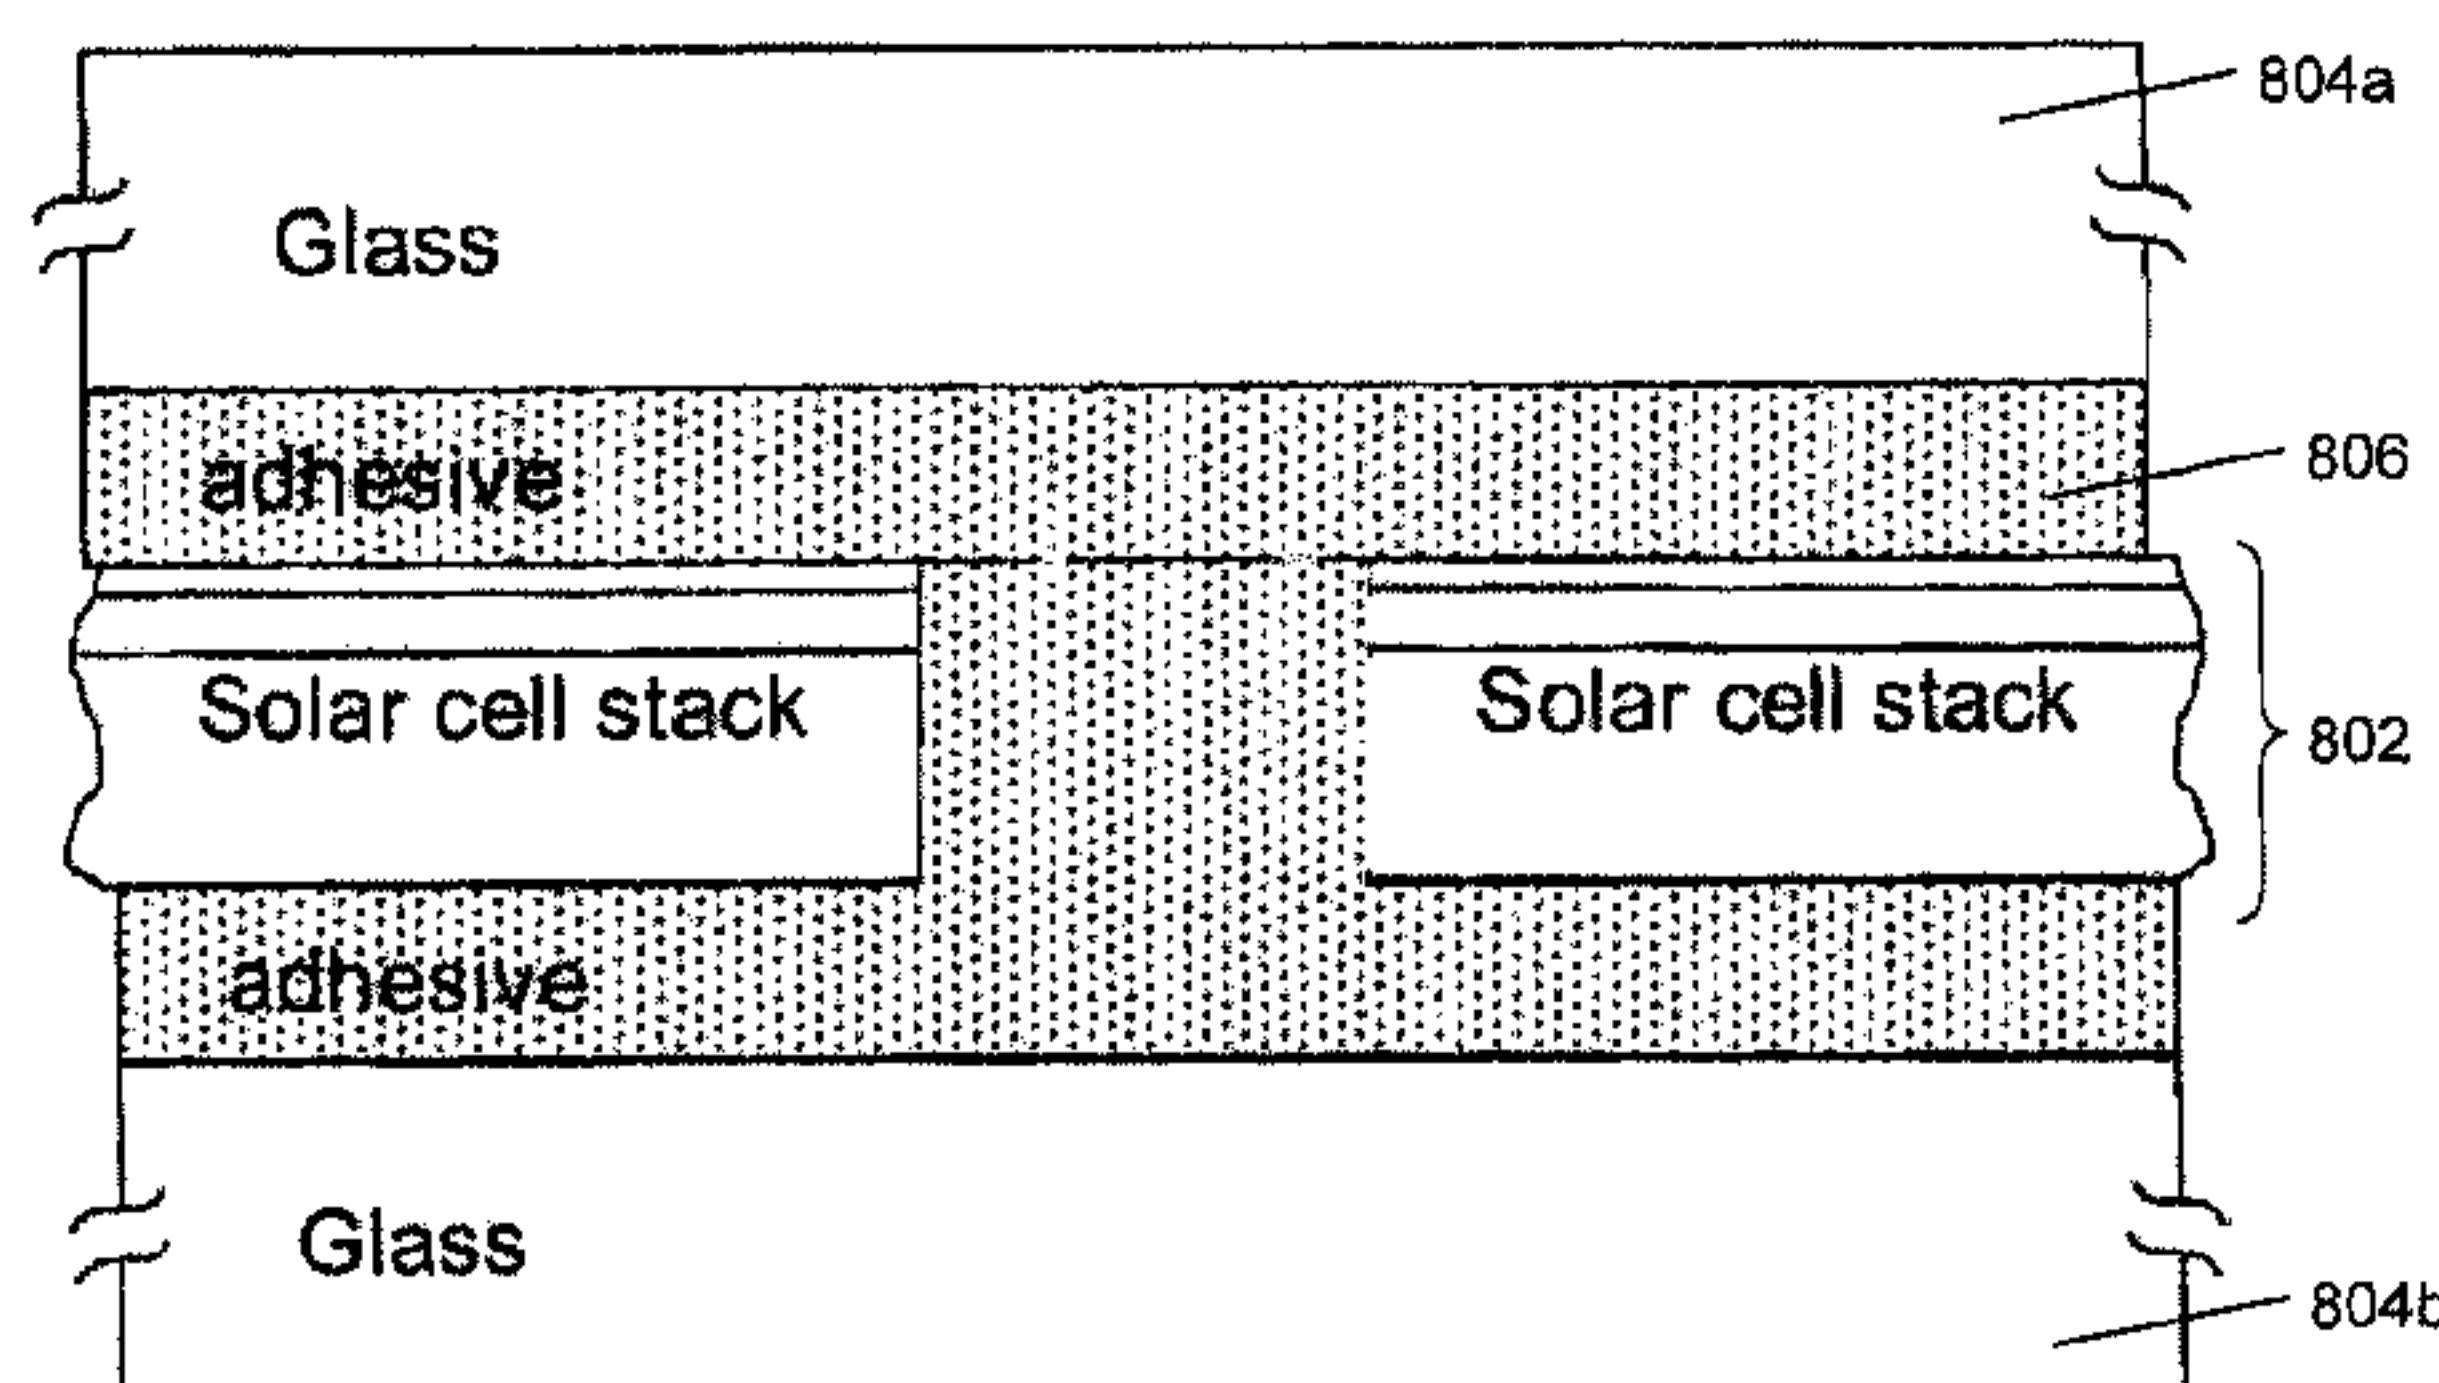 804a
Glass
adhesive
806
Solar cell stack
Solar cell stack
802
adhesive
Glass
804b